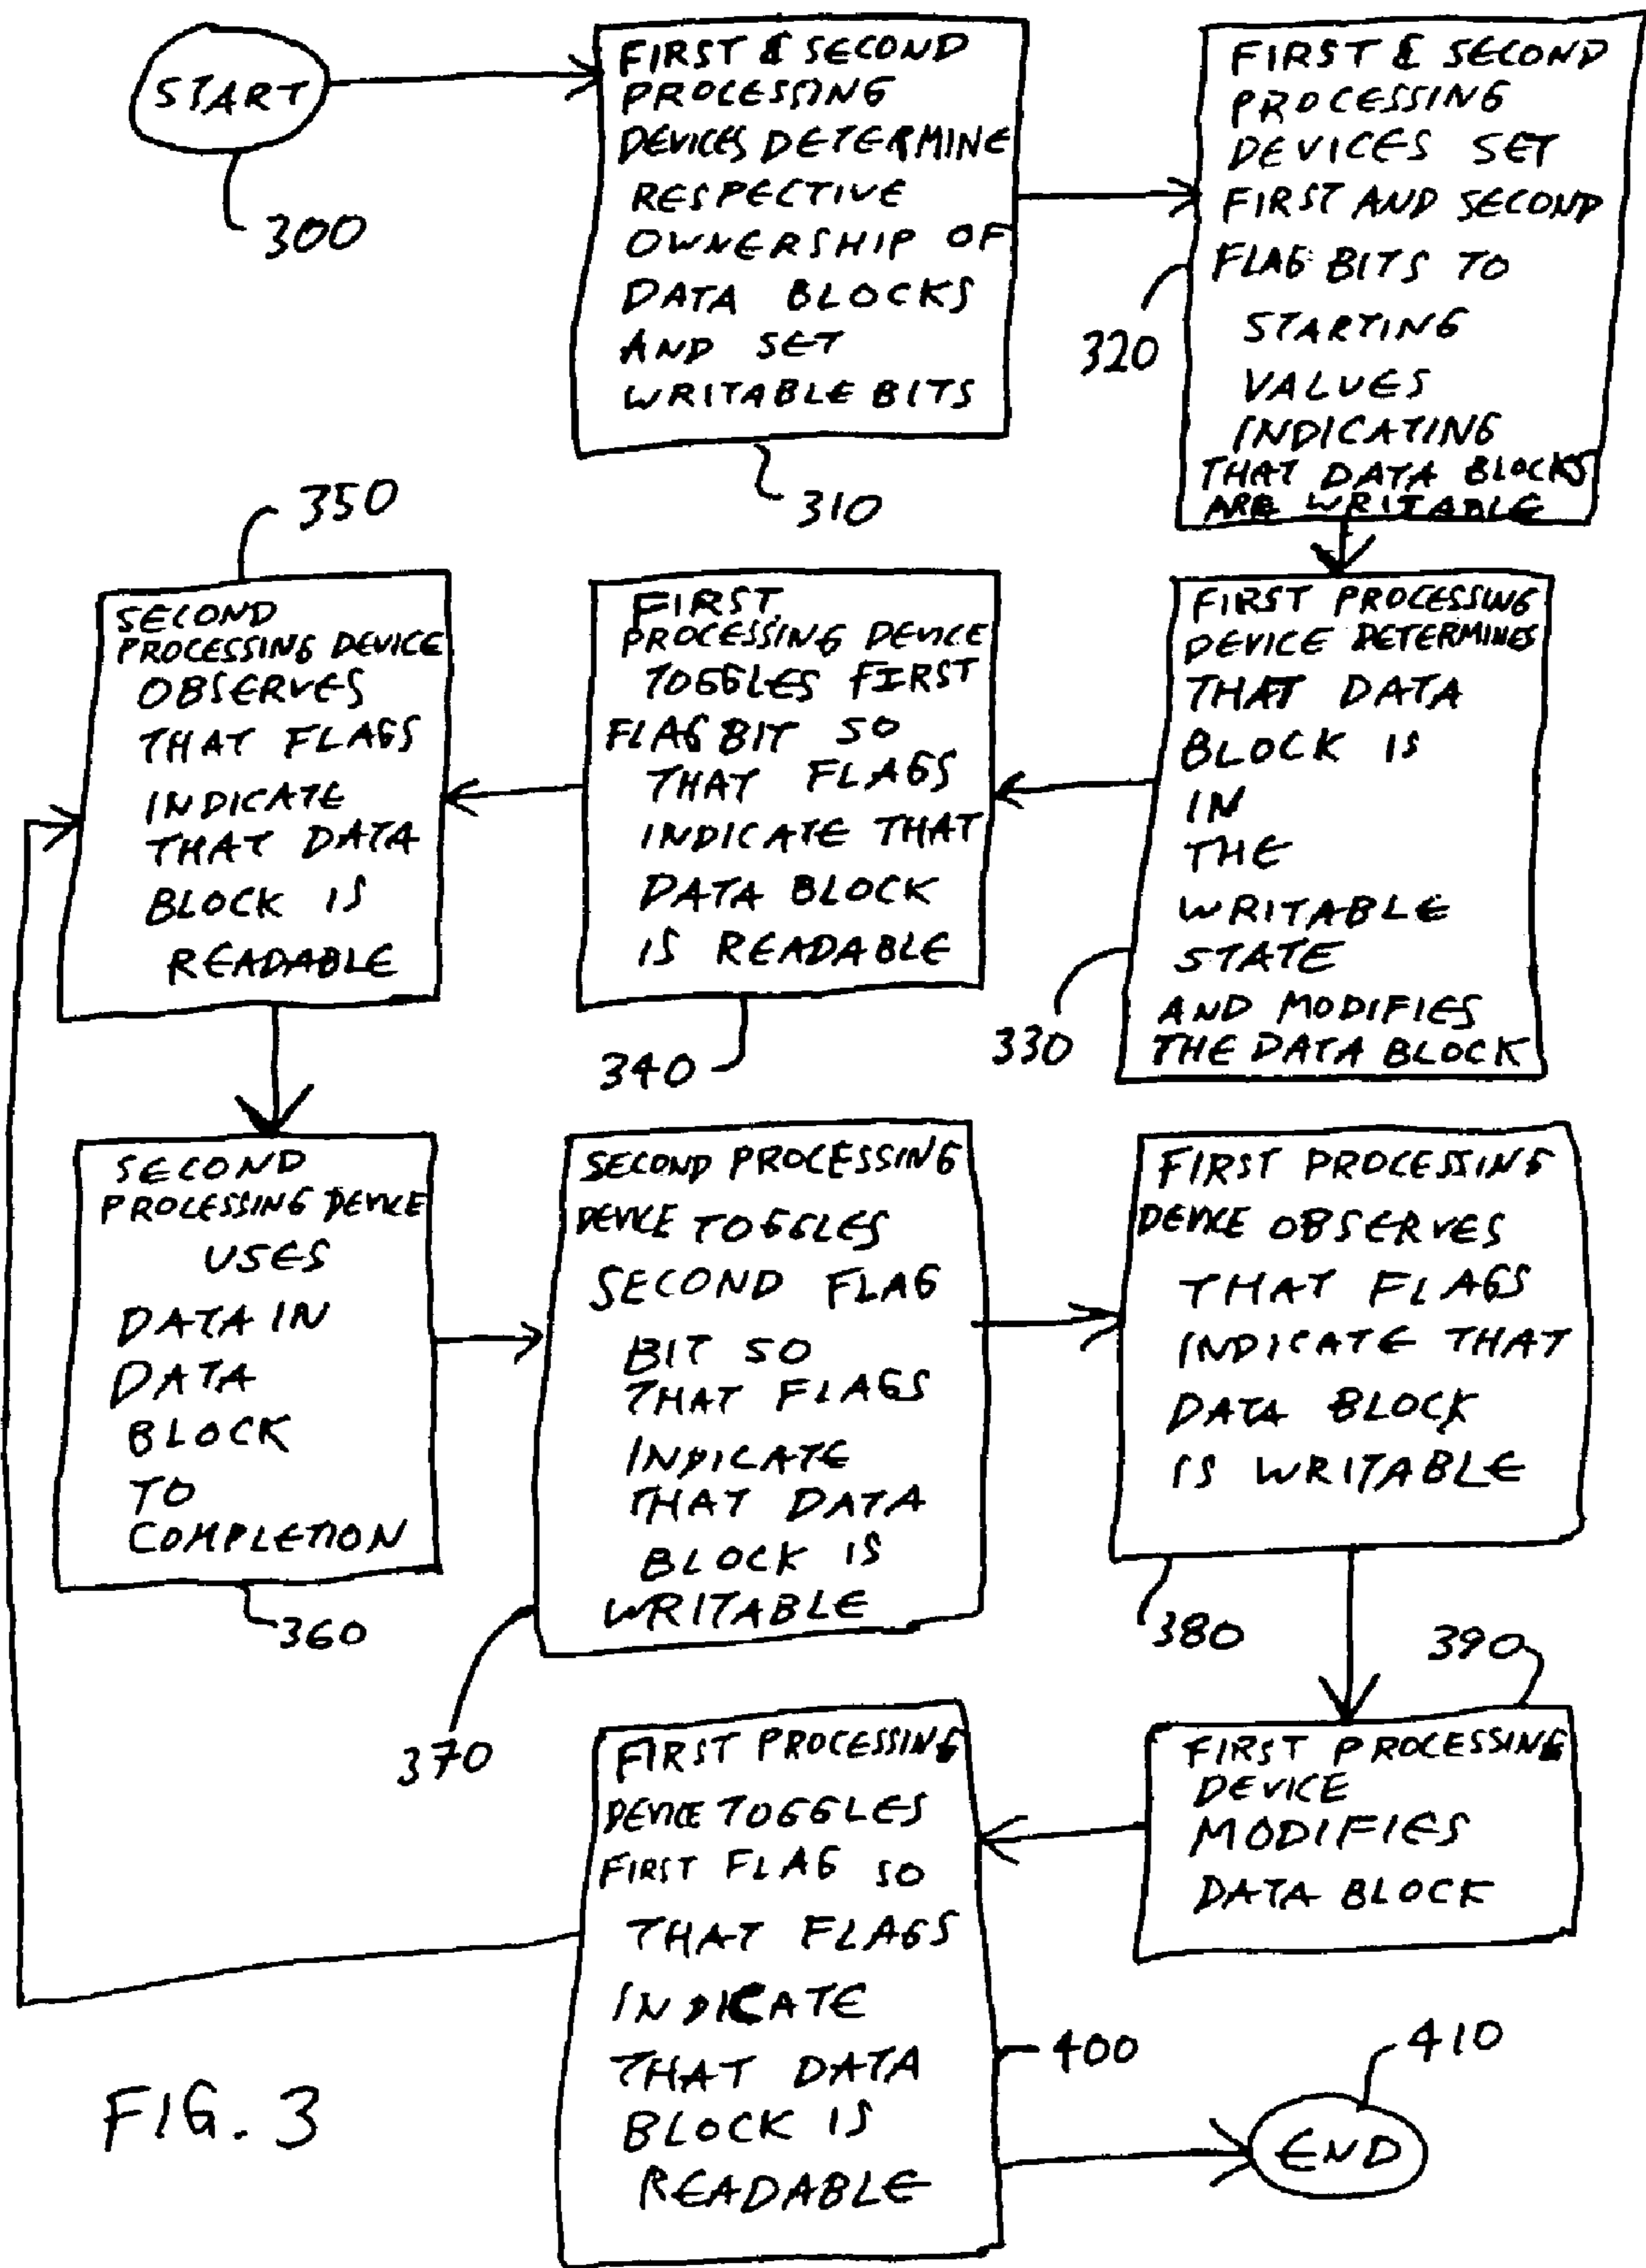 START
300
FIRST & SECOND
PROCESSING
DEVICES DETERMINE
RESPECTIVE
OWNERSHIP OF
DATA BLOCKS
AND SET
WRITABLE BITS
310
FIRST & SECOND
PROCESSING
DEVICES SET
FIRST AND SECOND
FLAG BITS TO
STARTING
VALUES
INDICATING
THAT DATA BLOCKS
ARE WRITABLE
320
FIRST PROCESSING
DEVICE DETERMINES
THAT DATA
BLOCK IS
IN
THE
WRITABLE
STATE
AND MODIFIES
THE DATA BLOCK
330
FIRST
PROCESSING DEVICE
TOGGLES FIRST
FLAG BIT SO
THAT FLAGS
INDICATE THAT
DATA BLOCK
IS READABLE
340
350
SECOND
PROCESSING DEVICE
OBSERVES
THAT FLAGS
INDICATE
THAT DATA
BLOCK IS
READABLE
SECOND
PROCESSING DEVICE
USES
DATA IN
DATA
BLOCK
TO
COMPLETION
360
SECOND PROCESSING
DEVICE TOGGLES
SECOND FLAG
BIT SO
THAT FLAGS
INDICATE
THAT DATA
BLOCK IS
WRITABLE
370
FIRST PROCESSING
DEVICE OBSERVES
THAT FLAGS
INDICATE THAT
DATA BLOCK
IS WRITABLE
380
390
FIRST PROCESSING
DEVICE
MODIFIES
DATA BLOCK
FIRST PROCESSING
DEVICE TOGGLES
FIRST FLAG SO
THAT FLAGS
INDICATE
THAT DATA
BLOCK IS
READABLE
400
410
END
FIG. 3